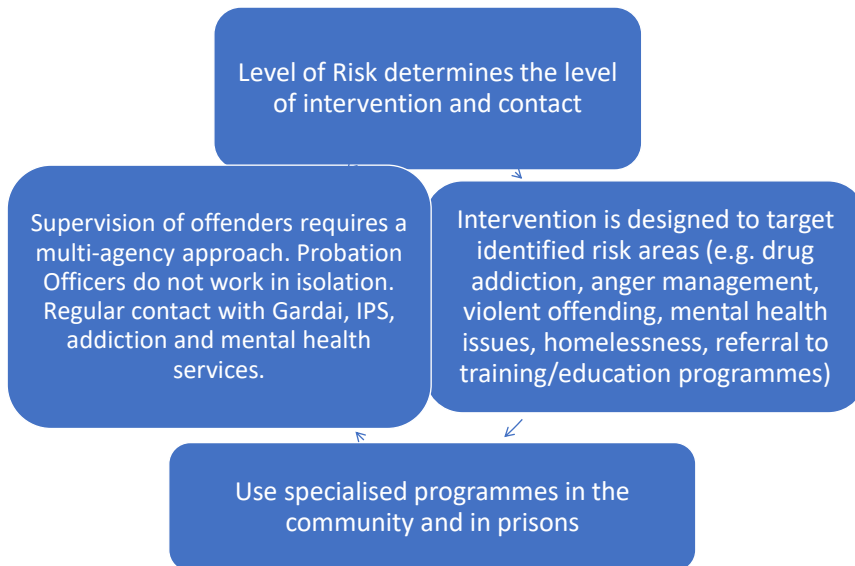 Level of Risk determines the level
of intervention and contact
Supervision of offenders requires a
multi-agency approach. Probation
Officers do not work in isolation.
Regular contact with Gardai, IPS,
addiction and mental health
services.
Intervention is designed to target
identified risk areas (e.g. drug
addiction, anger management,
violent offending, mental health
issues, homelessness, referral to
training/education programmes)
Use specialised programmes in the
community and in prisons